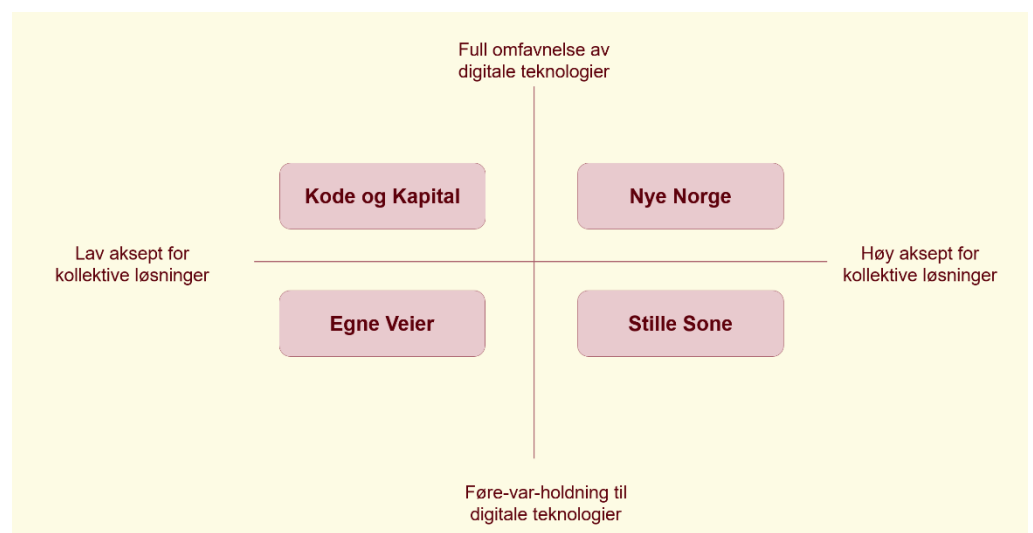 Full omfavnelse av
digitale teknologier
Kode og Kapital
Nye Norge
Lav aksept for
kollektive løsninger
Høy aksept for
kollektive løsninger
Egne Veier
Stille Sone
Føre-var-holdning til
digitale teknologier